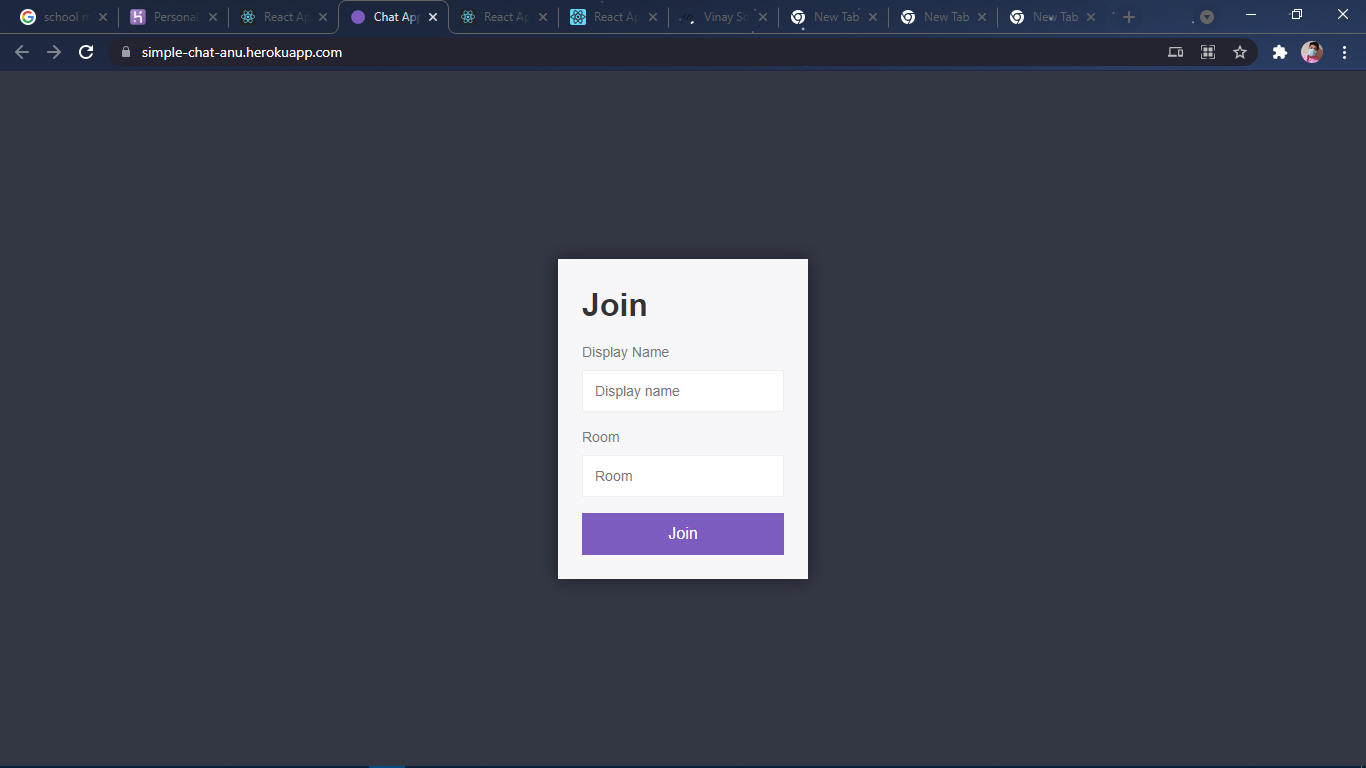 school m
Personal
React Ap
Chat App
React Ap
React Ap
Vinay So
New Tab
New Tab
New Tab
simple-chat-anu.herokuapp.com
Join
Display Name
Display name
Room
Room
Join